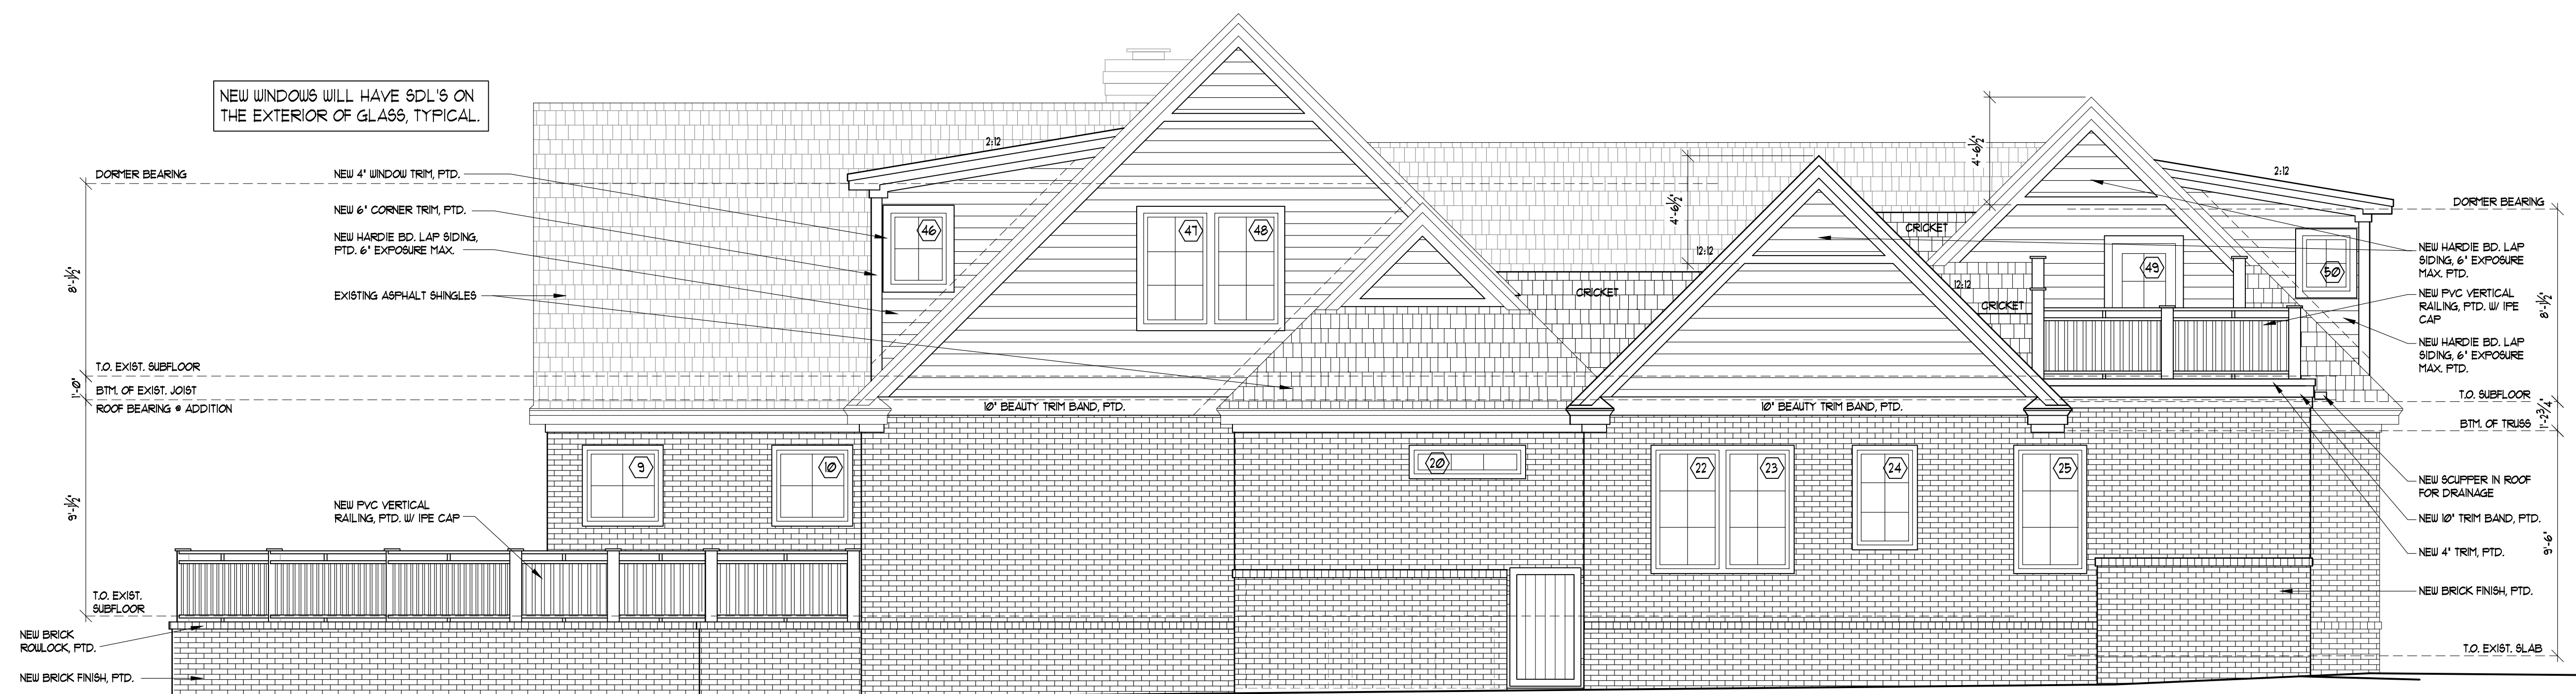 NEW WINDOWS WILL HAVE SDL'S ON
THE EXTERIOR OF GLASS, TYPICAL.
DORMER BEARING
NEW 4" WINDOW TRIM, PTD.
NEW 6" CORNER TRIM, PTD.
NEW HARDIE BD. LAP SIDING,
PTD. 6" EXPOSURE MAX.
EXISTING ASPHALT SHINGLES
8'-1½"
T.O. EXIST. SUBFLOOR
1'-0"
BTM. OF EXIST. JOIST
ROOF BEARING @ ADDITION
9'-1½"
NEW PVC VERTICAL
RAILING, PTD. W/ IPE CAP
T.O. EXIST.
SUBFLOOR
NEW BRICK
ROWLOCK, PTD.
NEW BRICK FINISH, PTD.
2:12
46
47
48
10" BEAUTY TRIM BAND, PTD.
9
10
20
CRICKET
4'-6½"
12:12
10" BEAUTY TRIM BAND, PTD.
22
23
24
25
4'-6½"
CRICKET
12:12
CRICKET
49
2:12
50
DORMER BEARING
NEW HARDIE BD. LAP
SIDING, 6" EXPOSURE
MAX. PTD.
NEW PVC VERTICAL
RAILING, PTD. W/ IPE
CAP
8'-1½"
NEW HARDIE BD. LAP
SIDING, 6" EXPOSURE
MAX. PTD.
T.O. SUBFLOOR
1'-2¾"
BTM. OF TRUSS
NEW SCUPPER IN ROOF
FOR DRAINAGE
NEW 10" TRIM BAND, PTD.
NEW 4" TRIM, PTD.
9'-6"
NEW BRICK FINISH, PTD.
T.O. EXIST. SLAB